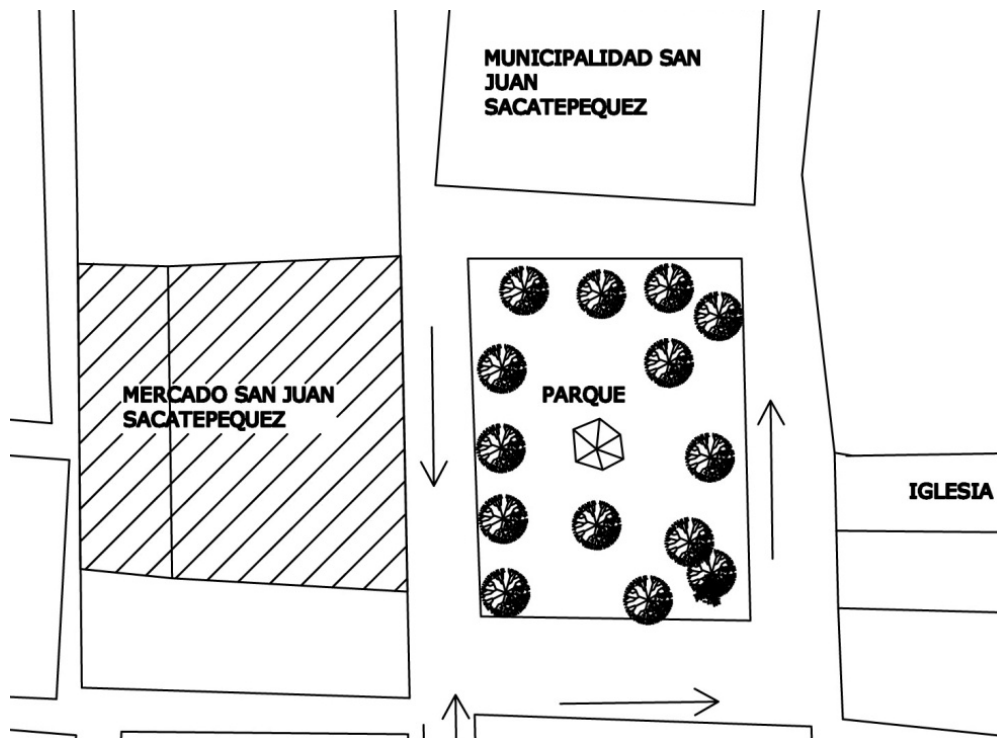 MUNICIPALIDAD SAN
JUAN
SACATEPEQUEZ
MERCADO SAN JUAN
SACATEPEQUEZ
PARQUE
IGLESIA